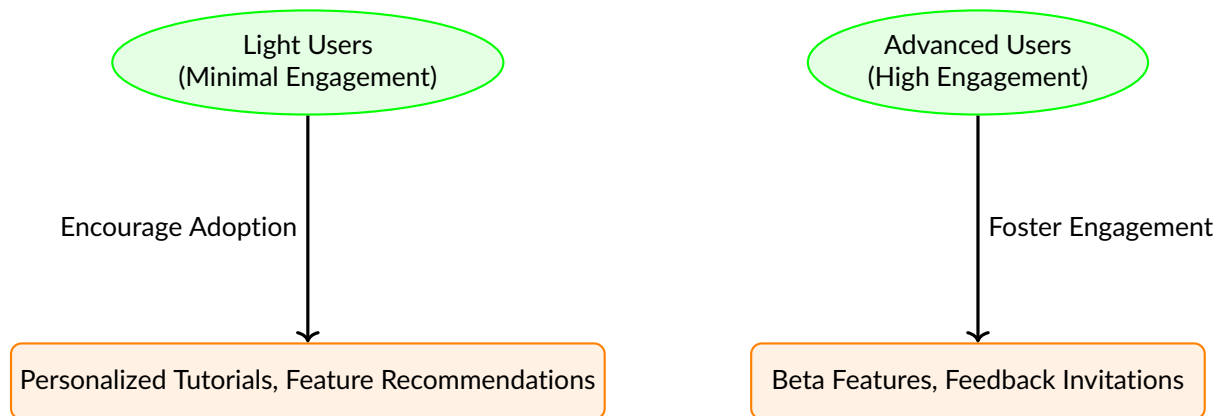 Light Users
(Minimal Engagement)
Advanced Users
(High Engagement)
Encourage Adoption
Foster Engagement
Personalized Tutorials, Feature Recommendations
Beta Features, Feedback Invitations